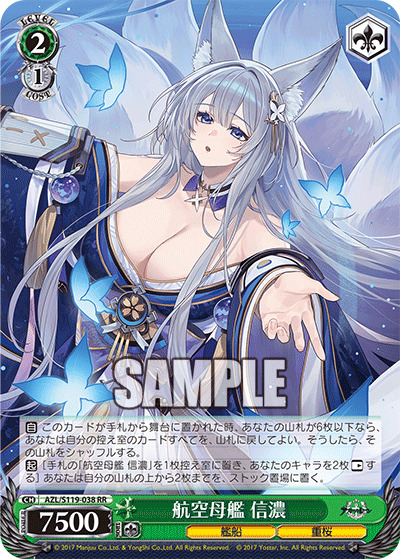 LEVEL
2
1
COST
SAMPLE
自 このカードが手札から舞台に置かれた時、あなたの山札が6枚以下なら、
あなたは自分の控え室のカードすべてを、山札に戻してよい。そうしたら、そ
の山札をシャッフルする。
起 [手札の「航空母艦 信濃」を1枚控え室に置き、あなたのキャラを2枚する]
あなたは自分の山札の上から2枚までを、ストック置場に置く。
CH AZL/S119-038 RR
航空母艦 信濃
7500
艦船
重桜
© 2017 Manjuu Co.,Ltd. & YongShi Co.,Ltd. All Rights Reserved. © 2017 Yostar, Inc. All Rights Reserved.